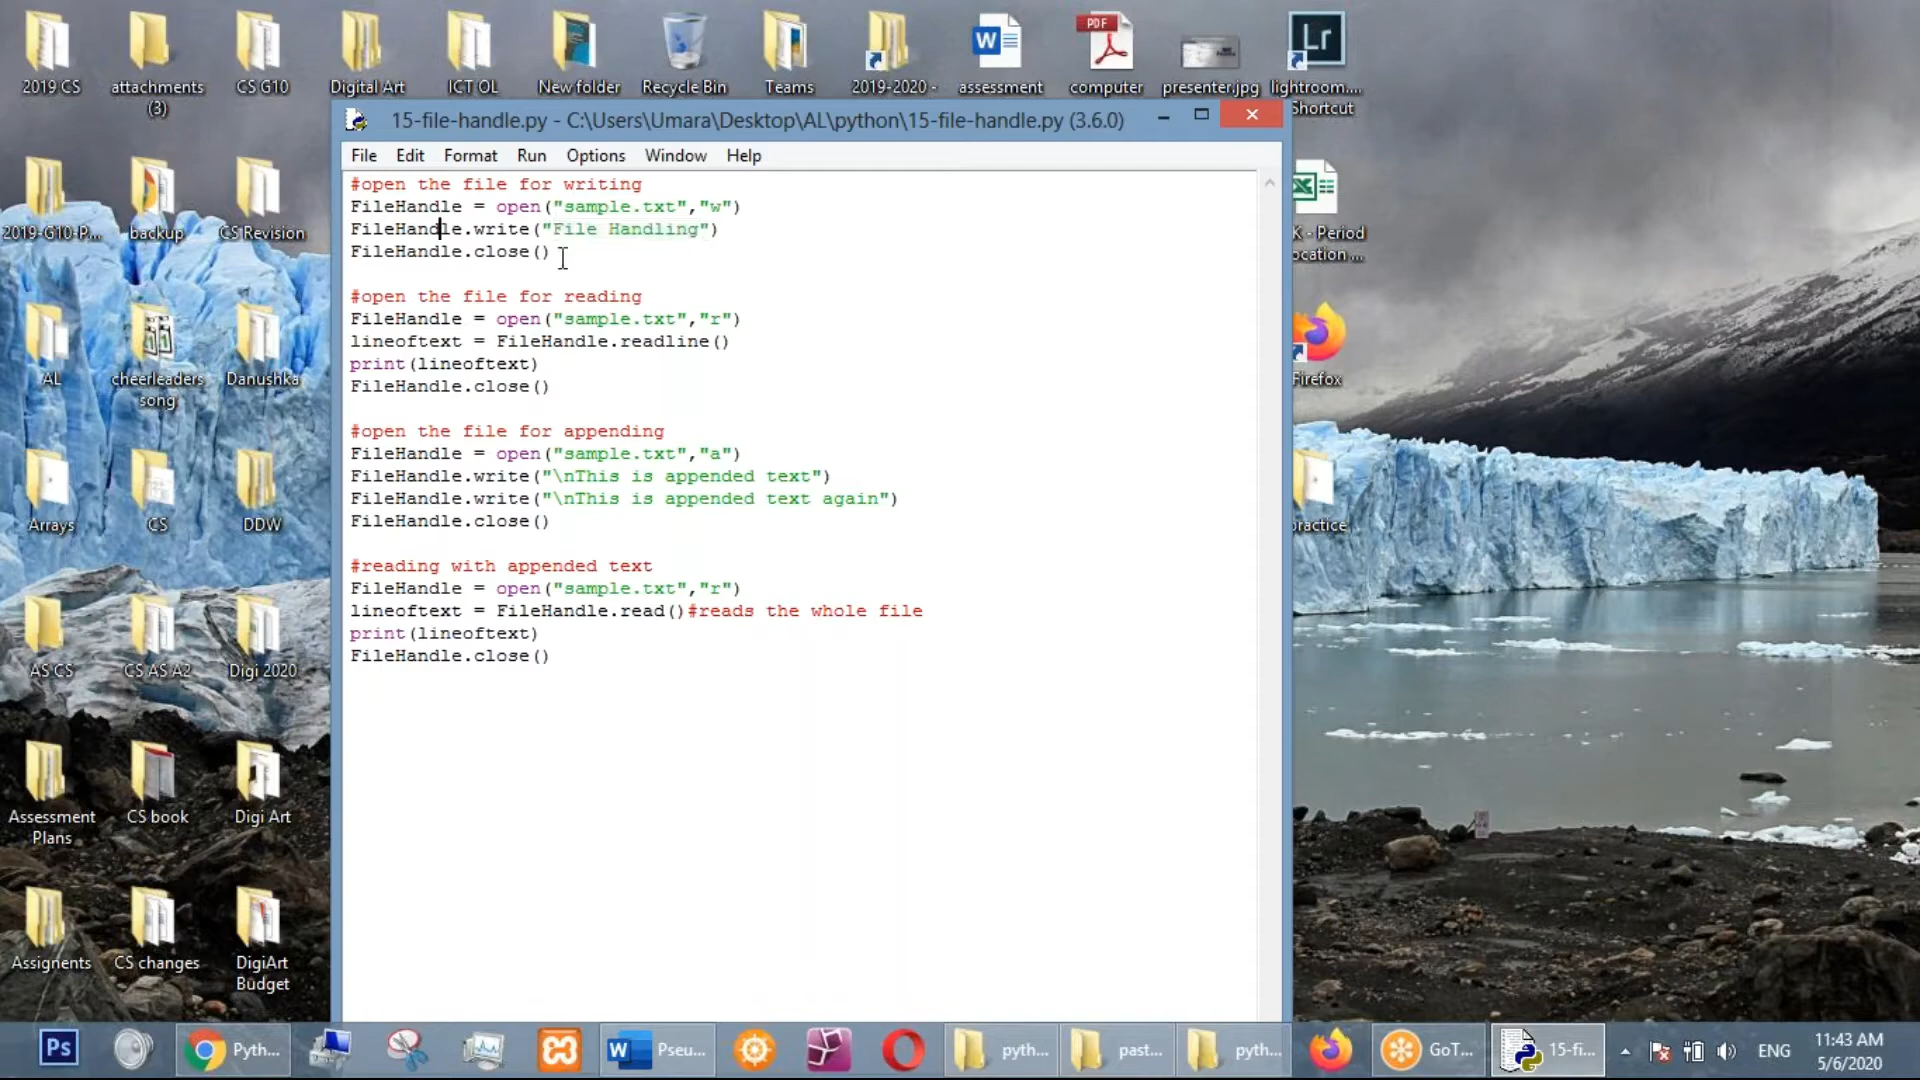 2019 CS
attachments
(3)
CS G10
Digital Art
ICT OL
New folder
Recycle Bin
Teams
2019-2020 -
assessment
PDF
computer
presenter.jpg
Lr
lightroom....
Shortcut
15-file-handle.py - C:\Users\Umara\Desktop\AL\python\15-file-handle.py (3.6.0)
File Edit Format Run Options Window Help
#open the file for writing
FileHandle = open("sample.txt","w")
FileHandle.write("File Handling")
FileHandle.close()
#open the file for reading
FileHandle = open("sample.txt","r")
lineoftext = FileHandle.readline()
print(lineoftext)
FileHandle.close()
#open the file for appending
FileHandle = open("sample.txt","a")
FileHandle.write("\nThis is appended text")
FileHandle.write("\nThis is appended text again")
FileHandle.close()
#reading with appended text
FileHandle = open("sample.txt","r")
lineoftext = FileHandle.read()#reads the whole file
print(lineoftext)
FileHandle.close()
2019-G10-P...
backup
CS Revision
K - Period
ocation ...
AL
cheerleaders
song
Danushka
Firefox
Arrays
CS
DDW
practice
AS CS
CS AS A2
Digi 2020
Assessment
Plans
CS book
Digi Art
Assignents
CS changes
DigiArt
Budget
Ps
Pyth...
W
Pseu...
pyth...
past...
pyth...
GoT...
15-fi...
ENG
11:43 AM
5/6/2020